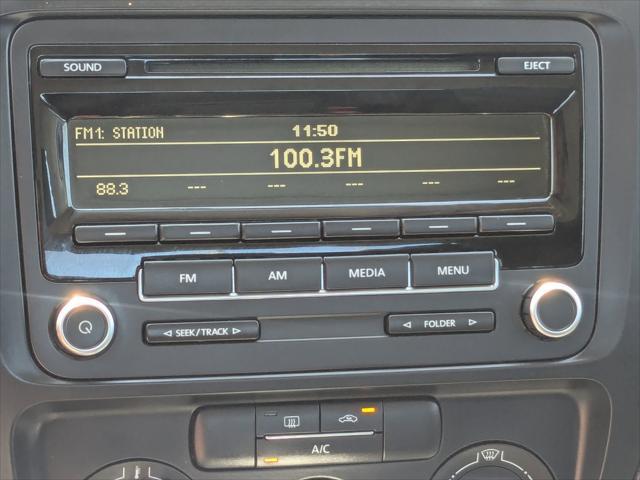 SOUND
EJECT
FM1: STATION 11:50
100.3FM
88.3 --- --- --- --- ---
FM AM MEDIA MENU
SEEK/TRACK
FOLDER
A/C